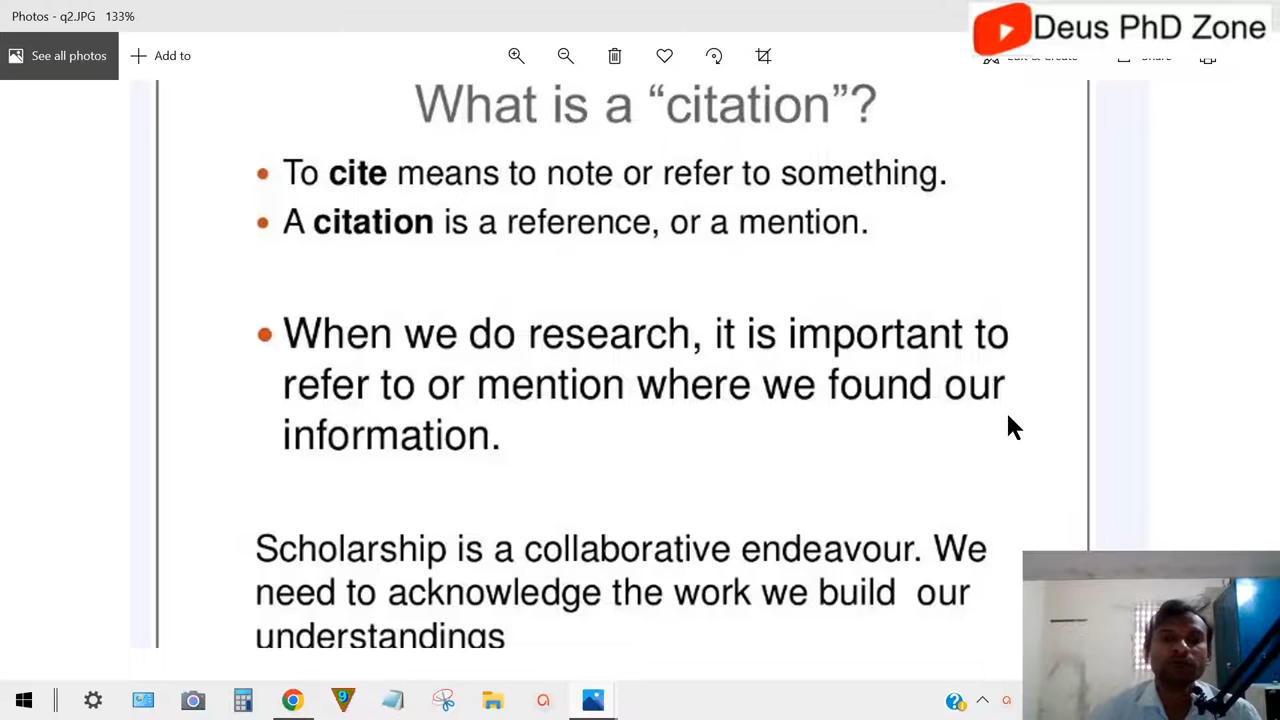 Photos - q2.JPG 133%
Deus PhD Zone
See all photos
Add to
What is a “citation”?
• To cite means to note or refer to something.
• A citation is a reference, or a mention.
• When we do research, it is important to
refer to or mention where we found our
information.
Scholarship is a collaborative endeavour. We
need to acknowledge the work we build our
understandings